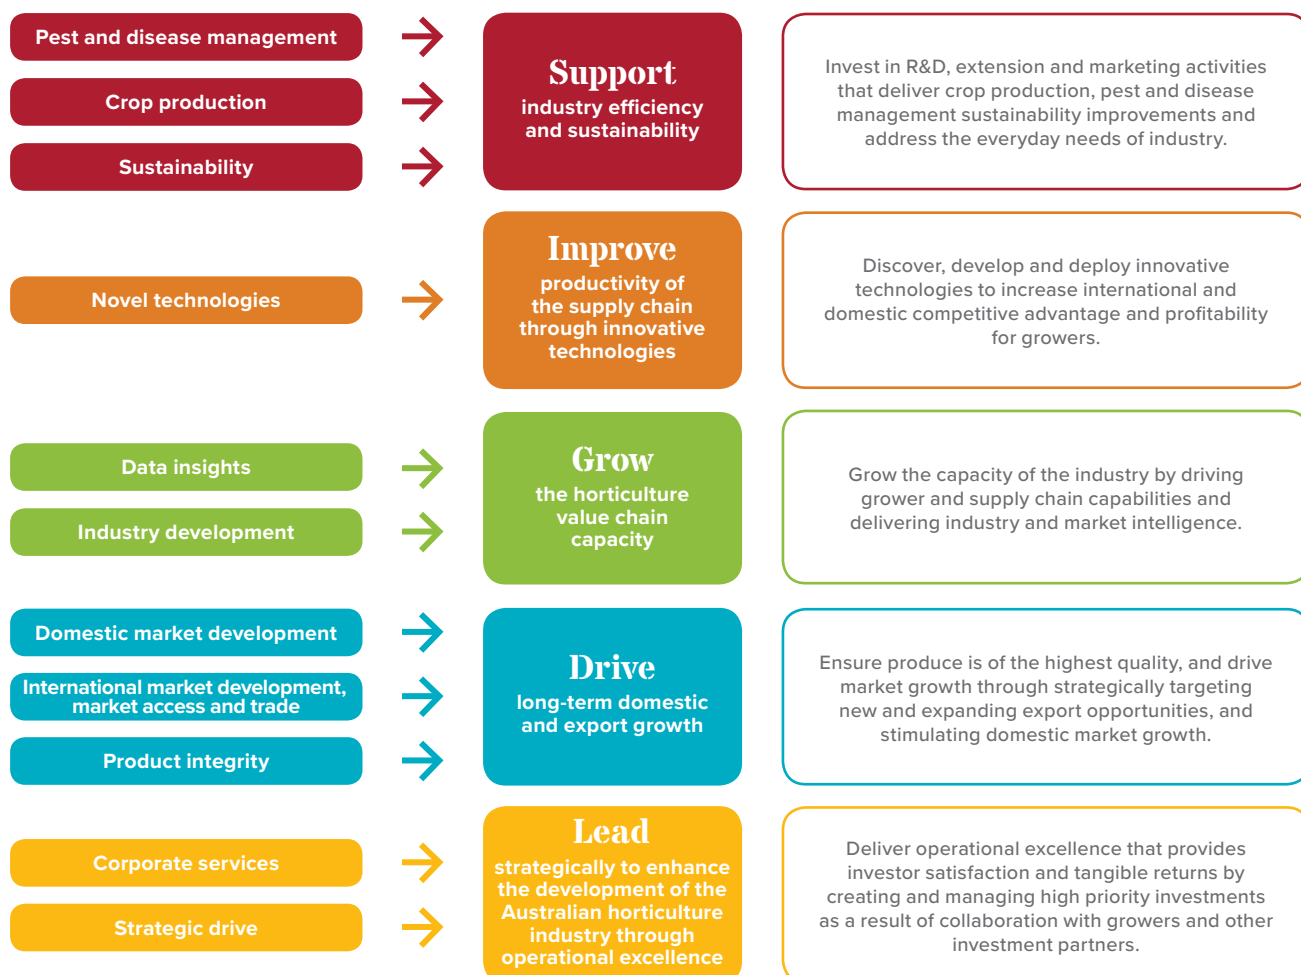 Pest and disease management
Crop production
Sustainability
Support
industry efficiency
and sustainability
Invest in R&D, extension and marketing activities
that deliver crop production, pest and disease
management sustainability improvements and
address the everyday needs of industry.
Novel technologies
Improve
productivity of
the supply chain
through innovative
technologies
Discover, develop and deploy innovative
technologies to increase international and
domestic competitive advantage and profitability
for growers.
Data insights
Industry development
Grow
the horticulture
value chain
capacity
Grow the capacity of the industry by driving
grower and supply chain capabilities and
delivering industry and market intelligence.
Domestic market development
International market development,
market access and trade
Product integrity
Drive
long-term domestic
and export growth
Ensure produce is of the highest quality, and drive
market growth through strategically targeting
new and expanding export opportunities, and
stimulating domestic market growth.
Corporate services
Strategic drive
Lead
strategically to enhance
the development of the
Australian horticulture
industry through
operational excellence
Deliver operational excellence that provides
investor satisfaction and tangible returns by
creating and managing high priority investments
as a result of collaboration with growers and other
investment partners.